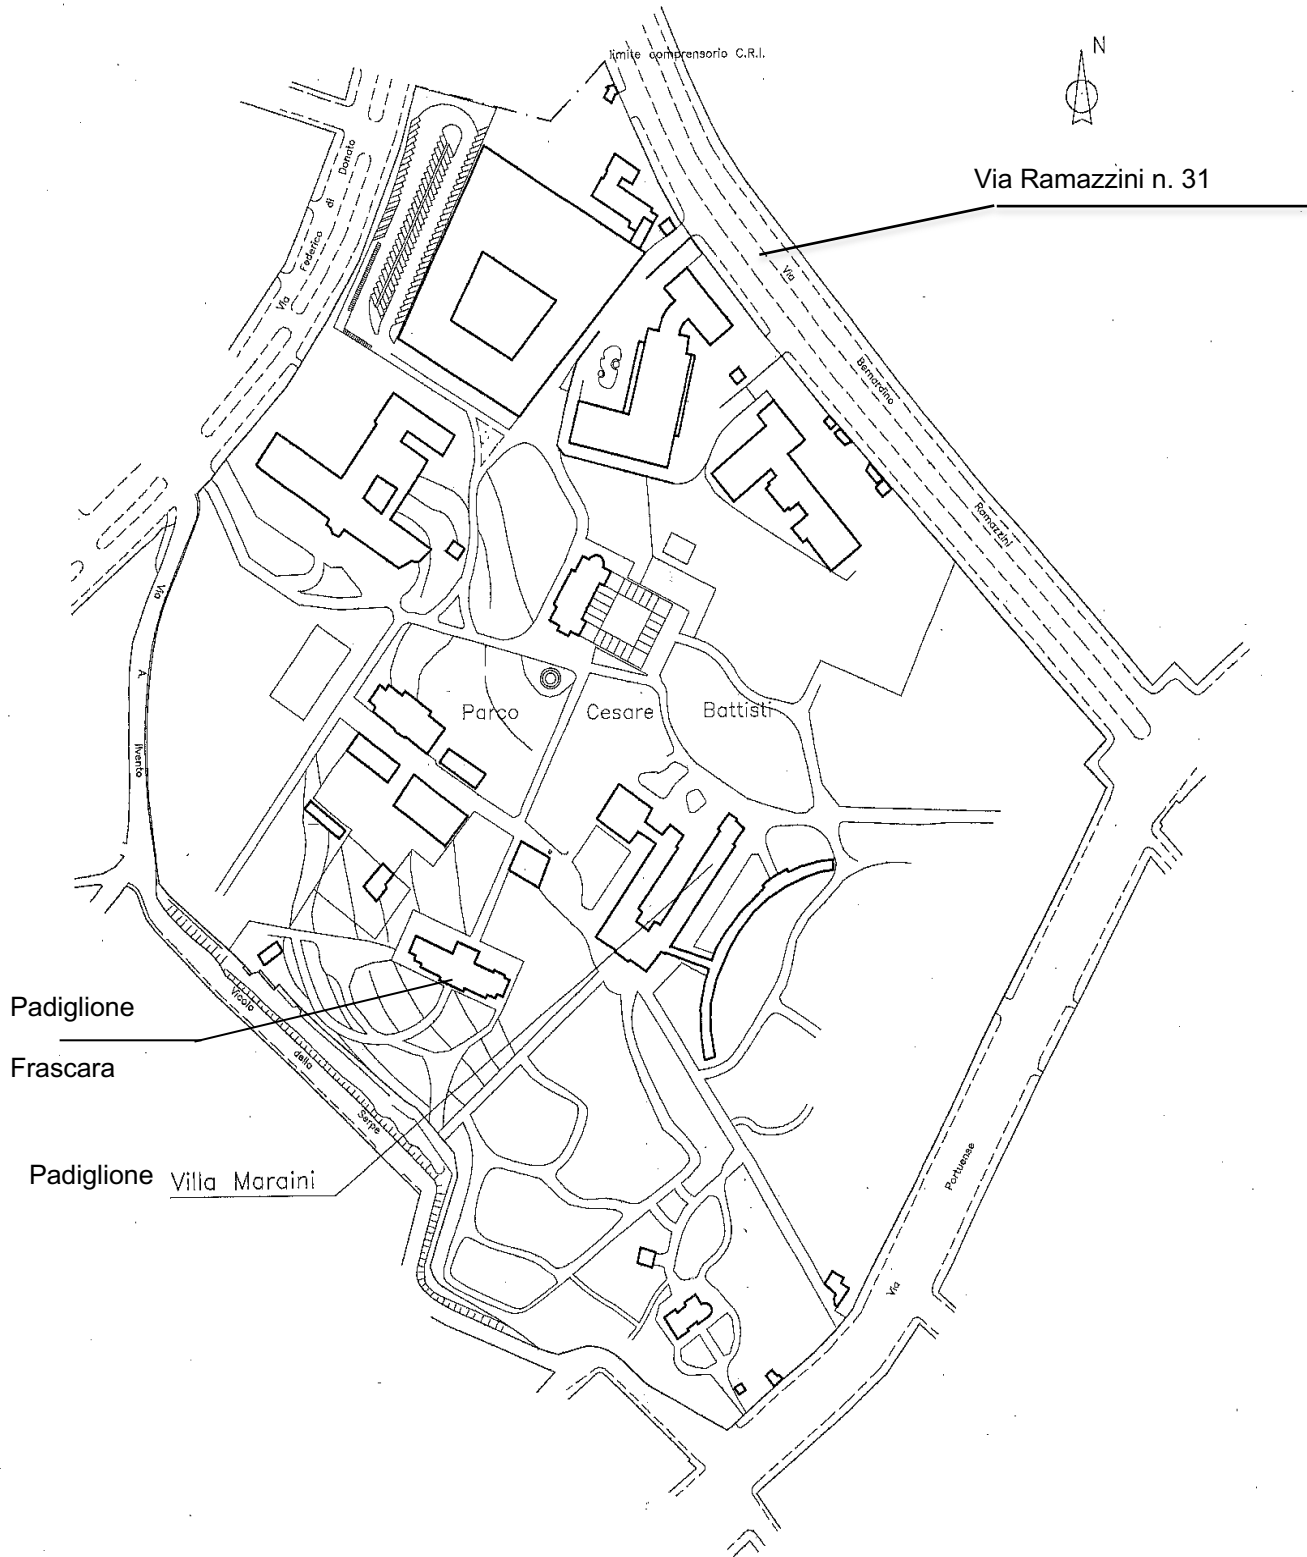 limite comprensorio C.R.I.
N
Via Ramazzini n. 31
Via Federico di Donato
Via Bernardino Ramazzini
Via A. Ilvento
Parco Cesare Battisti
Padiglione
Frascara
Vicolo della Serpe
Padiglione Villa Maraini
Via Portuense